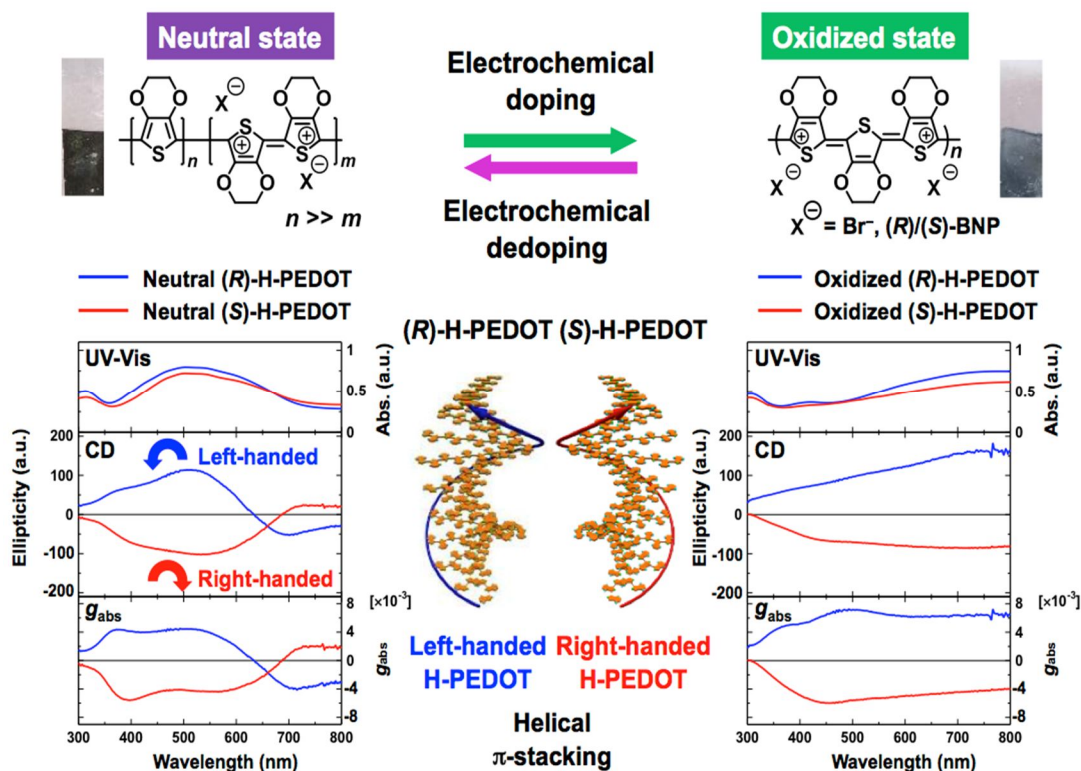 Neutral state
X⊖
O O
S
n
S
⊕
O O
O O
⊕
S
m
X⊖
n >> m
Electrochemical
doping
Electrochemical
dedoping
Oxidized state
O O
⊕
S
S
O O
O O
⊕
S
n
X⊖ X⊖
X⊖ = Br⁻, (R)/(S)-BNP
Neutral (R)-H-PEDOT
Neutral (S)-H-PEDOT
UV-Vis
1
0.5
0
Abs. (a.u.)
CD
200
100
0
-100
-200
Ellipticity (a.u.)
Left-handed
Right-handed
[×10⁻³]
gabs
8
4
0
-4
-8
gabs
300 400 500 600 700 800
Wavelength (nm)
(R)-H-PEDOT (S)-H-PEDOT
Left-handed Right-handed
H-PEDOT H-PEDOT
Helical
π-stacking
Oxidized (R)-H-PEDOT
Oxidized (S)-H-PEDOT
UV-Vis
1
0.5
0
Abs. (a.u.)
CD
200
100
0
-100
-200
Ellipticity (a.u.)
[×10⁻³]
gabs
8
4
0
-4
-8
gabs
300 400 500 600 700 800
Wavelength (nm)